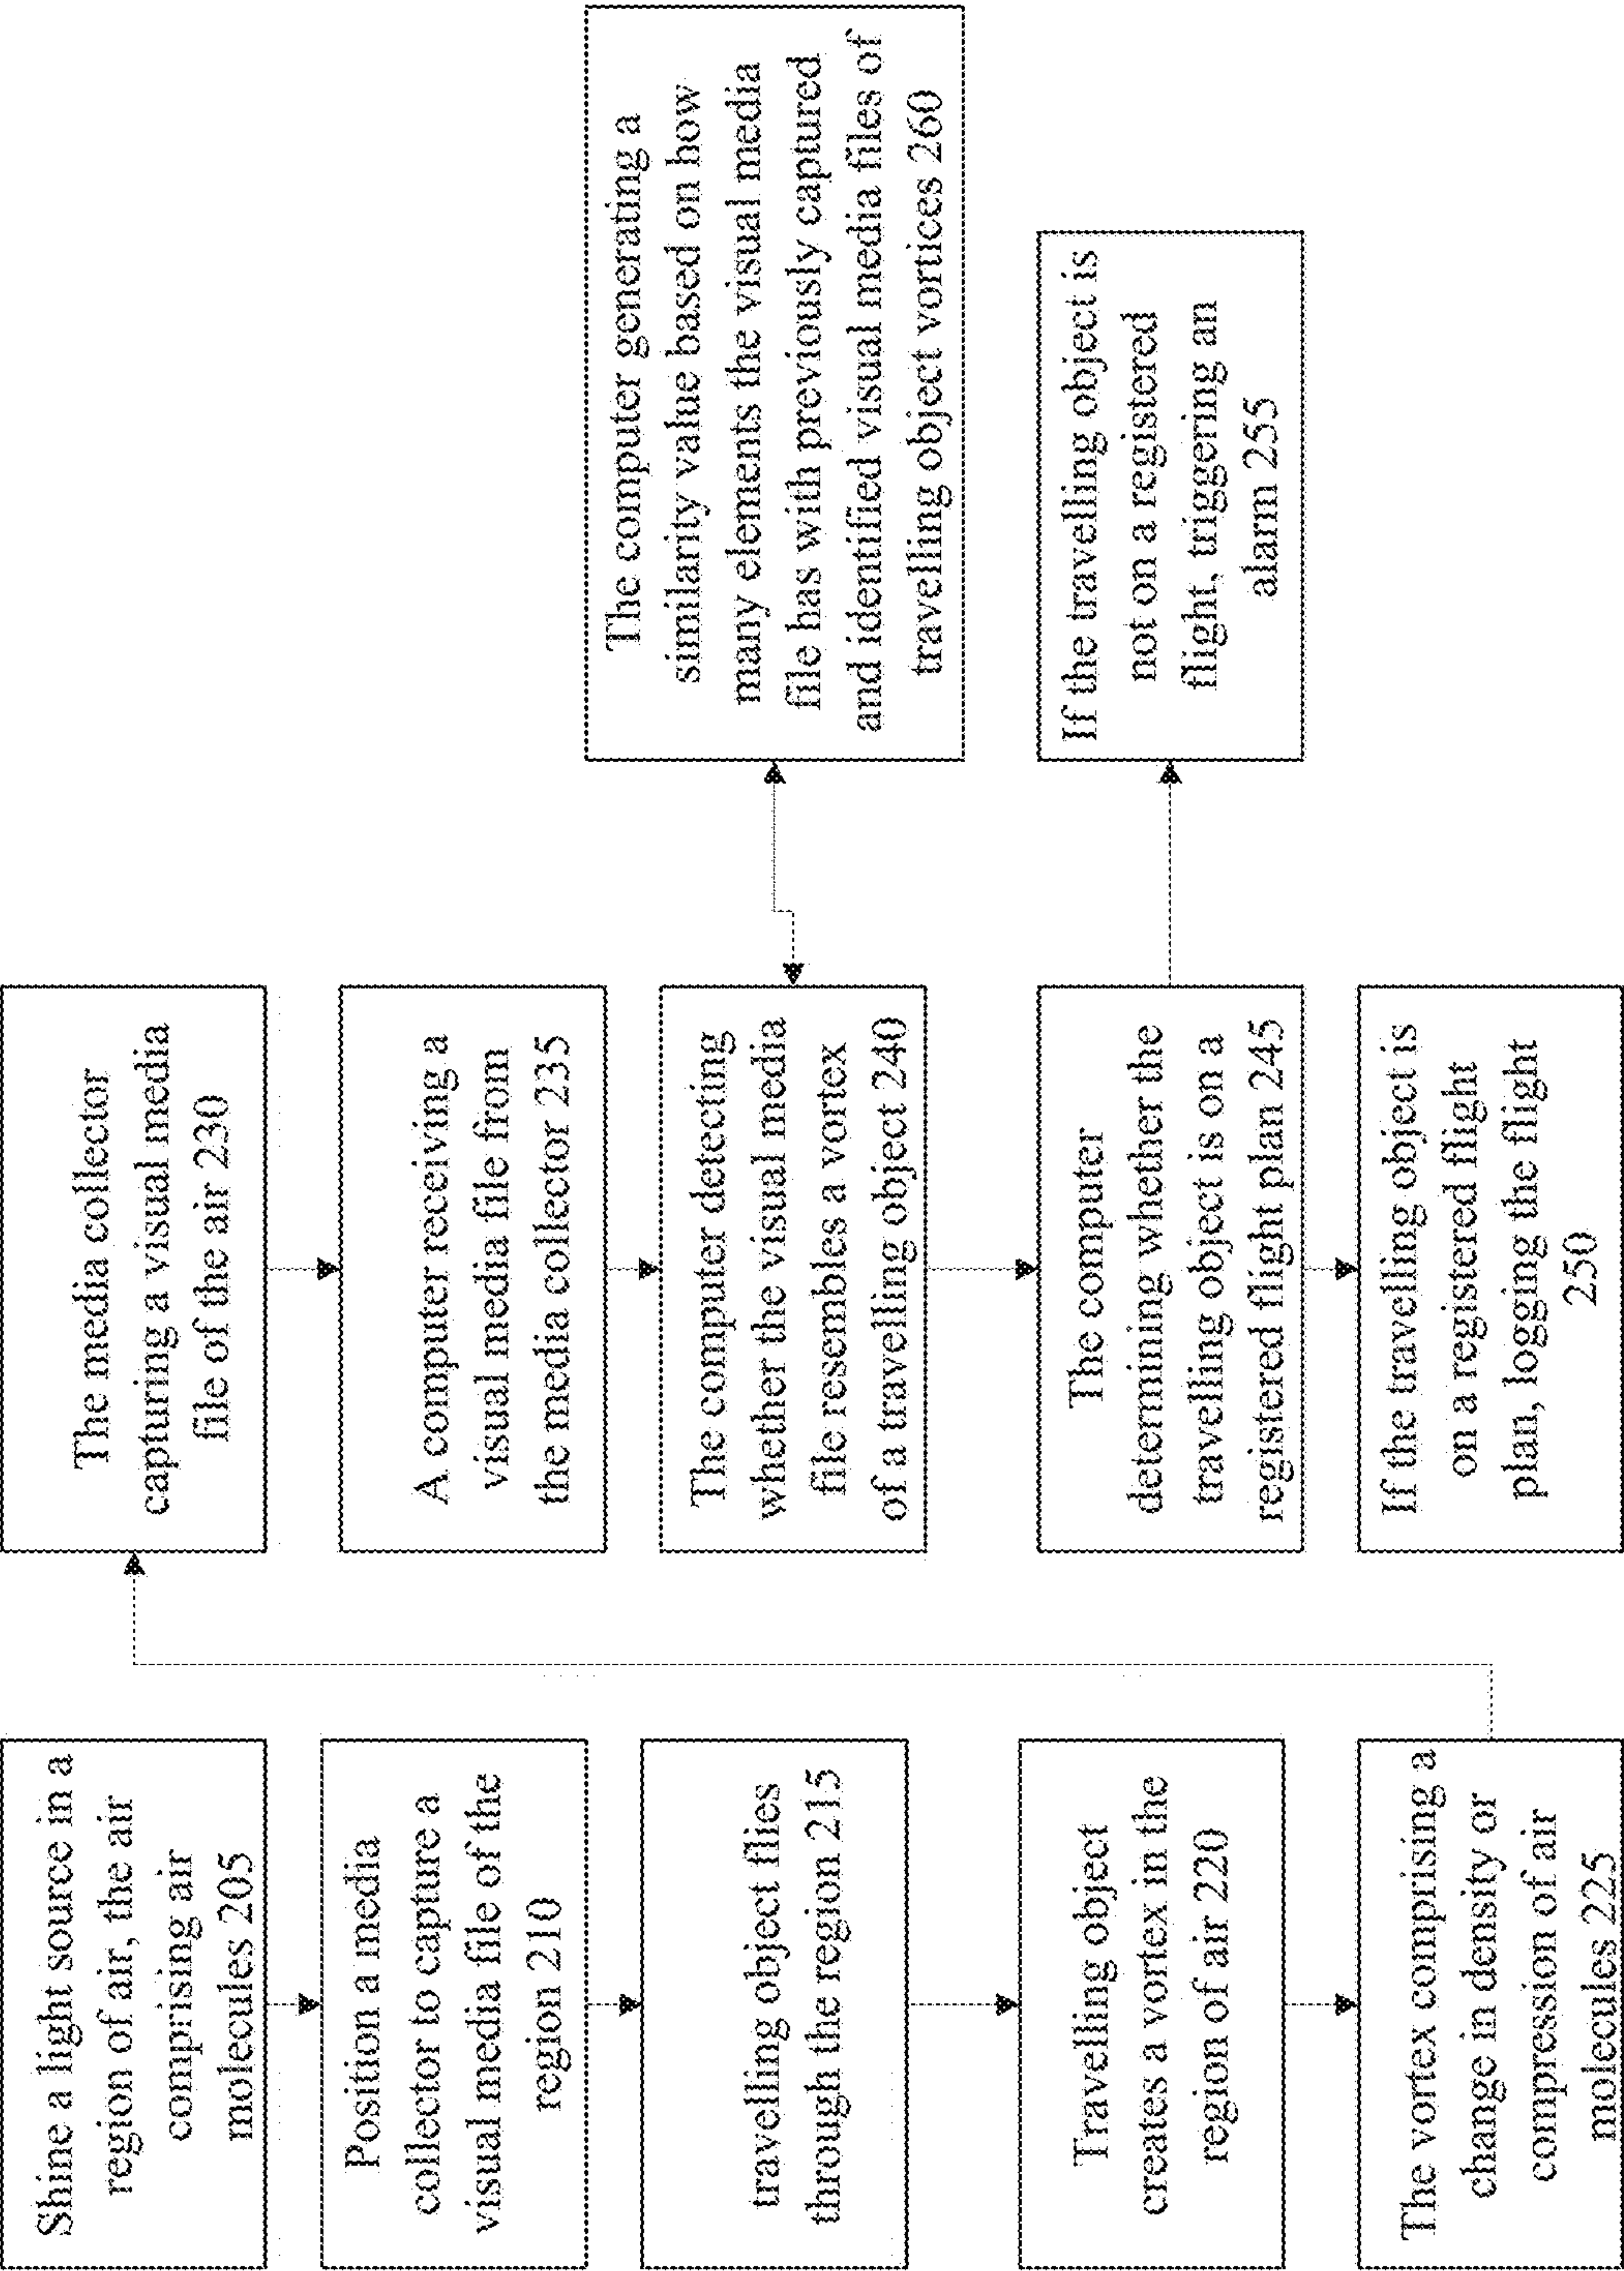 Shine a light source in a
region of air, the air
comprising air
molecules 205
Position a media
collector to capture a
visual media file of the
region 210
travelling object flies
through the region 215
Travelling object
creates a vortex in the
region of air 220
The vortex comprising a
change in density or
compression of air
molecules 225
The media collector
capturing a visual media
file of the air 230
A computer receiving a
visual media file from
the media collector 235
The computer detecting
whether the visual media
file resembles a vortex
of a travelling object 240
The computer
determining whether the
travelling object is on a
registered flight plan 245
If the travelling object is
on a registered flight
plan, logging the flight
250
The computer generating a
similarity value based on how
many elements the visual media
file has with previously captured
and identified visual media files of
travelling object vortices 260
If the travelling object is
not on a registered
flight, triggering an
alarm 255